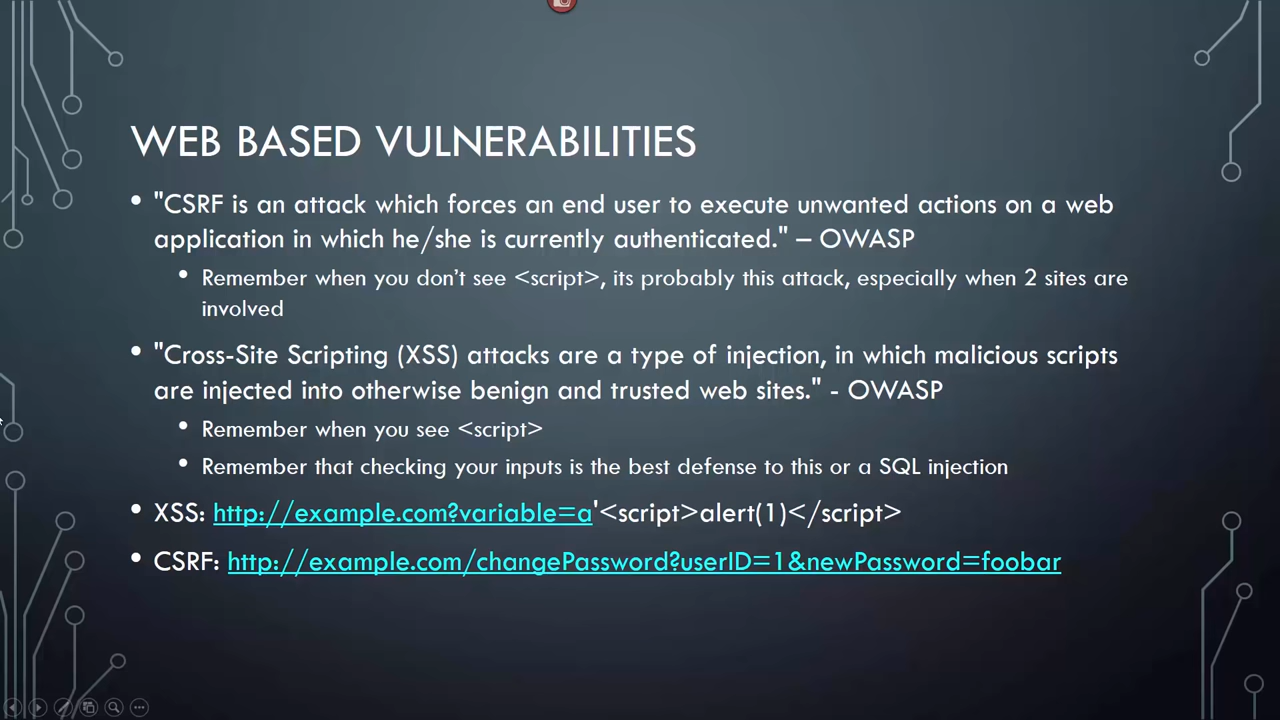 WEB BASED VULNERABILITIES
• "CSRF is an attack which forces an end user to execute unwanted actions on a web
application in which he/she is currently authenticated." – OWASP
• Remember when you don’t see <script>, its probably this attack, especially when 2 sites are
involved
• "Cross-Site Scripting (XSS) attacks are a type of injection, in which malicious scripts
are injected into otherwise benign and trusted web sites." - OWASP
• Remember when you see <script>
• Remember that checking your inputs is the best defense to this or a SQL injection
• XSS: http://example.com?variable=a'<script>alert(1)</script>
• CSRF: http://example.com/changePassword?userID=1&newPassword=foobar